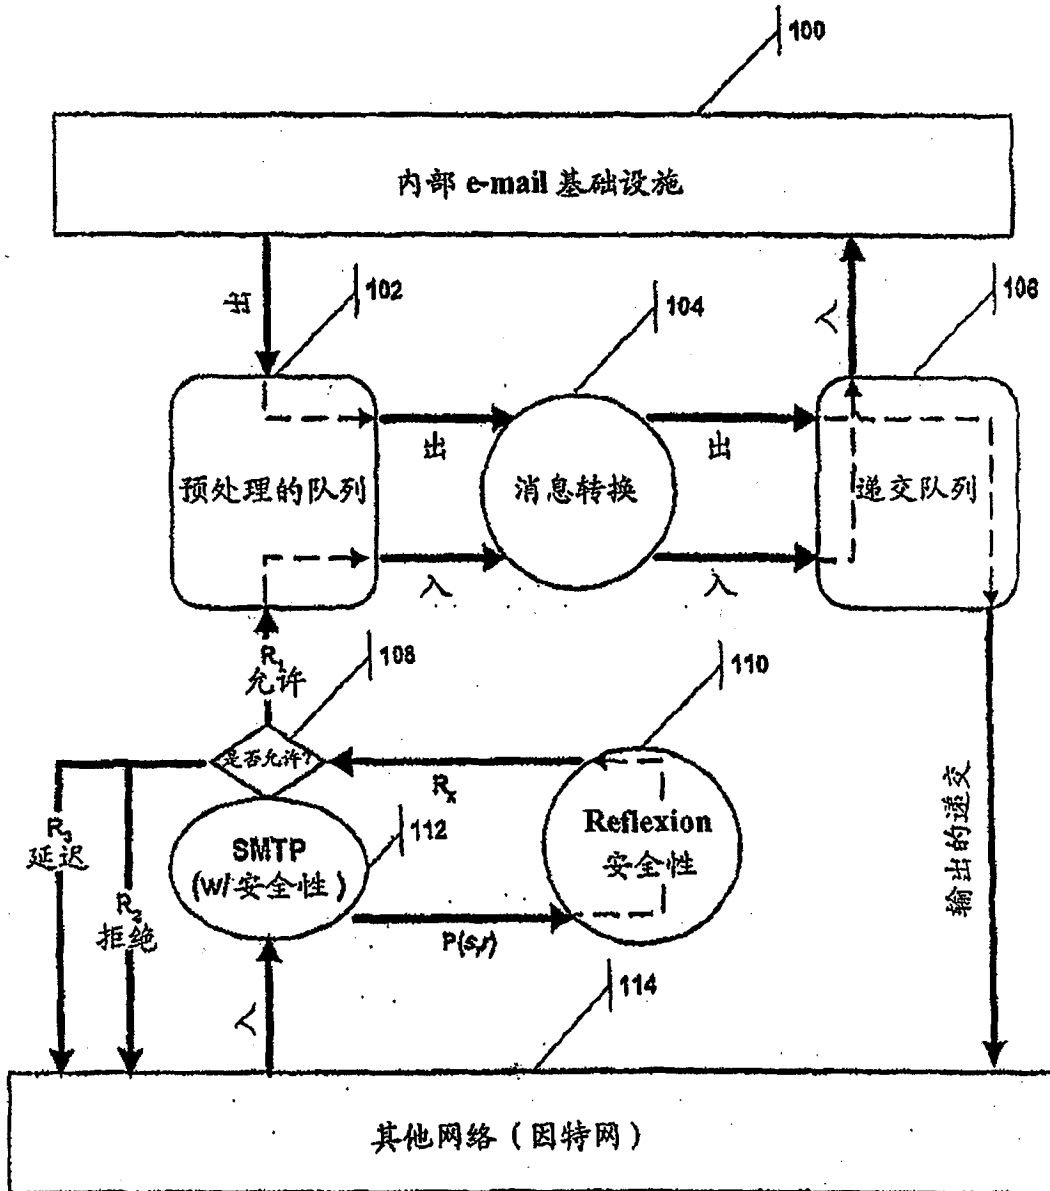 100
内部 e-mail 基础设施
102
104
106
出
入
出
出
预处理的队列
消息转换
递交队列
入
入
R₁
允许
108
110
是否允许?
Rₓ
R₃
延迟
SMTP
(w/安全性)
112
Reflexion
安全性
R₂
拒绝
P(s,r)
输出的递交
入
114
其他网络(因特网)